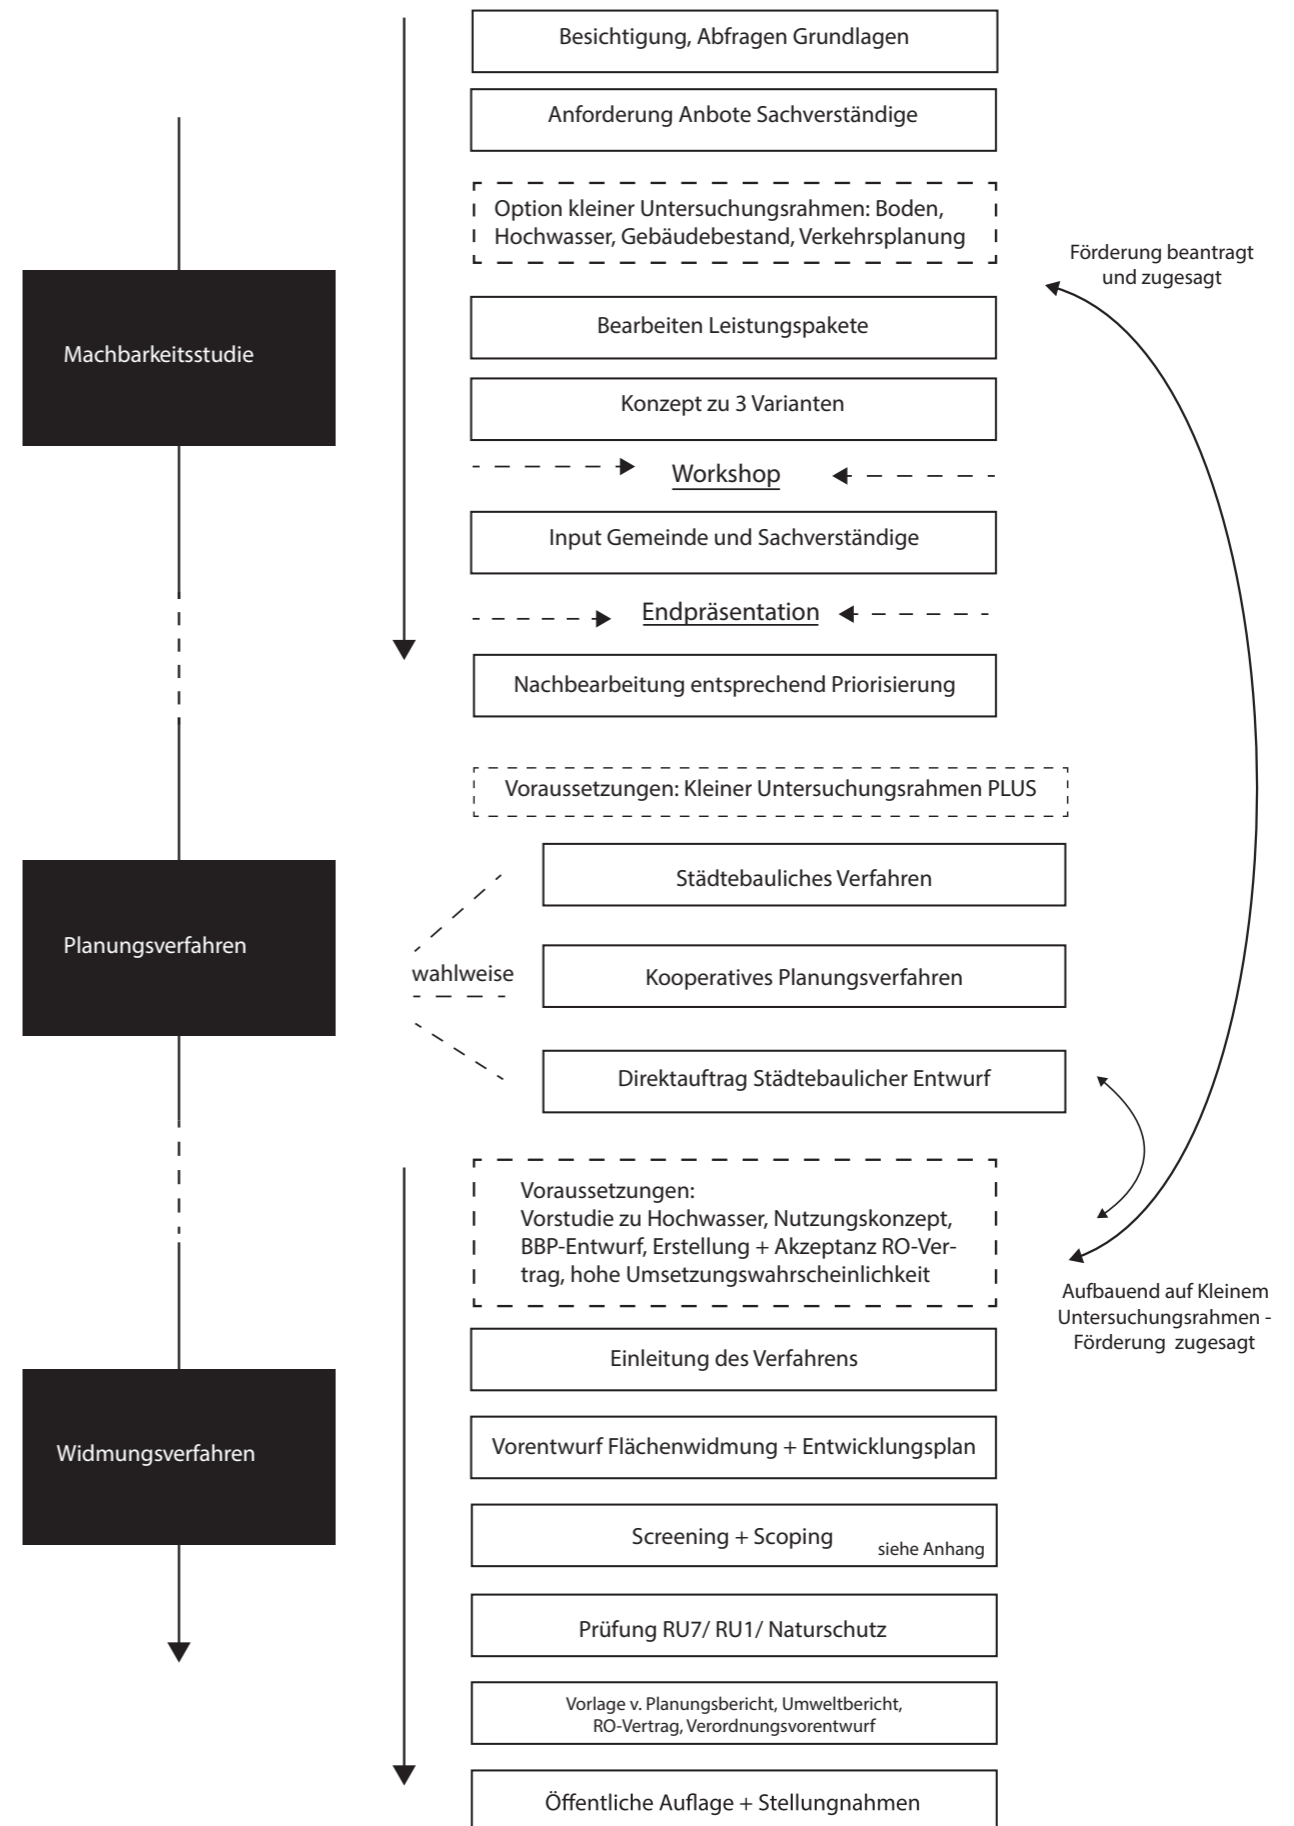 Besichtigung, Abfragen Grundlagen
Anforderung Anbote Sachverständige
Option kleiner Untersuchungsrahmen: Boden,
Hochwasser, Gebäudebestand, Verkehrsplanung
Förderung beantragt
und zugesagt
Machbarkeitsstudie
Bearbeiten Leistungspakete
Konzept zu 3 Varianten
Workshop
Input Gemeinde und Sachverständige
Endpräsentation
Nachbearbeitung entsprechend Priorisierung
Voraussetzungen: Kleiner Untersuchungsrahmen PLUS
Planungsverfahren
wahlweise
Städtebauliches Verfahren
Kooperatives Planungsverfahren
Direktauftrag Städtebaulicher Entwurf
Voraussetzungen:
Vorstudie zu Hochwasser, Nutzungskonzept,
BBP-Entwurf, Erstellung + Akzeptanz RO-Ver-
trag, hohe Umsetzungswahrscheinlichkeit
Aufbauend auf Kleinem
Untersuchungsrahmen -
Förderung zugesagt
Widmungsverfahren
Einleitung des Verfahrens
Vorentwurf Flächenwidmung + Entwicklungsplan
Screening + Scoping siehe Anhang
Prüfung RU7/ RU1/ Naturschutz
Vorlage v. Planungsbericht, Umweltbericht,
RO-Vertrag, Verordnungsvorentwurf
Öffentliche Auflage + Stellungnahmen